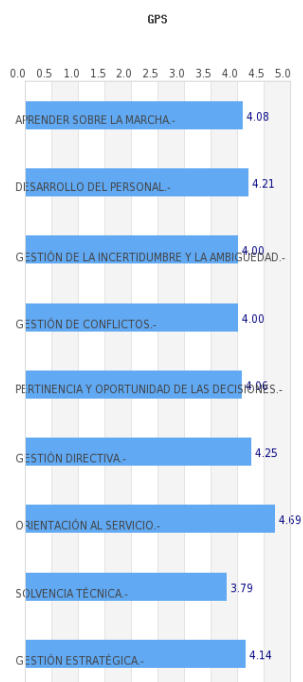 GPS
0.0 0.5 1.0 1.5 2.0 2.5 3.0 3.5 4.0 4.5 5.0
APRENDER SOBRE LA MARCHA.- 4.08
DESARROLLO DEL PERSONAL.- 4.21
GESTIÓN DE LA INCERTIDUMBRE Y LA AMBIGUEDAD.- 4.00
GESTIÓN DE CONFLICTOS.- 4.00
PERTINENCIA Y OPORTUNIDAD DE LAS DECISIONES.- 4.06
GESTIÓN DIRECTIVA.- 4.25
ORIENTACIÓN AL SERVICIO.- 4.69
SOLVENCIA TÉCNICA.- 3.79
GESTIÓN ESTRATÉGICA.- 4.14